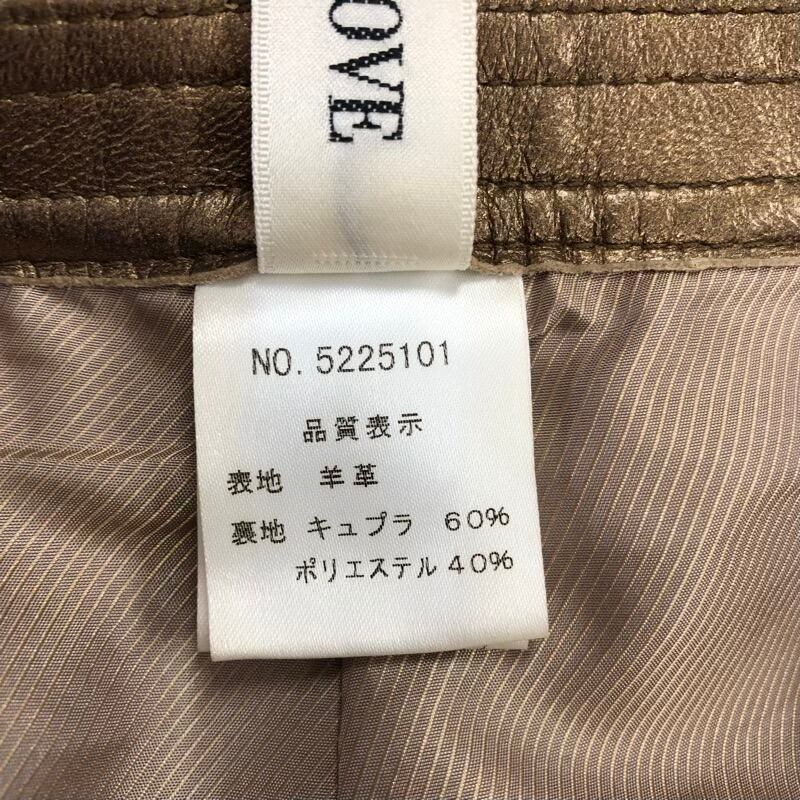 OVE
NO. 5225101
品質表示
表地 羊革
裏地 キュプラ 60%
ポリエステル 40%